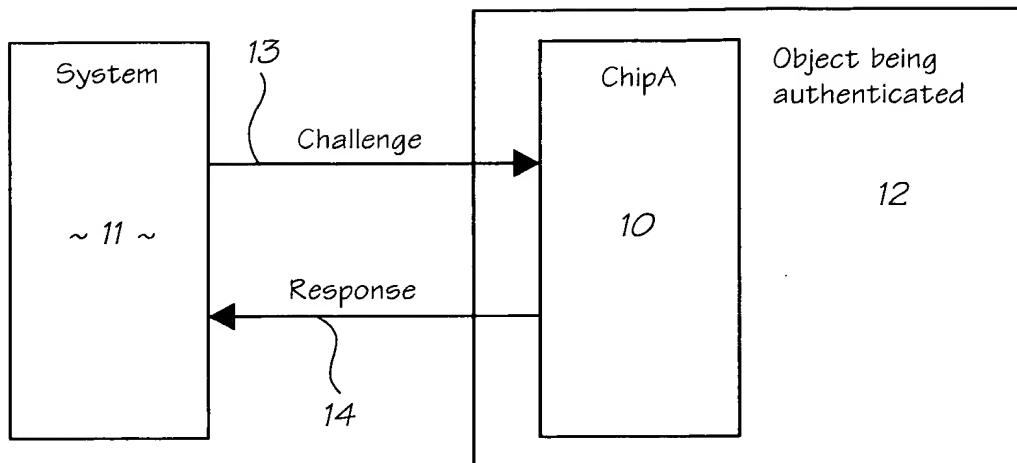 System
~ 11 ~
13
Challenge
Response
14
ChipA
10
Object being
authenticated
12